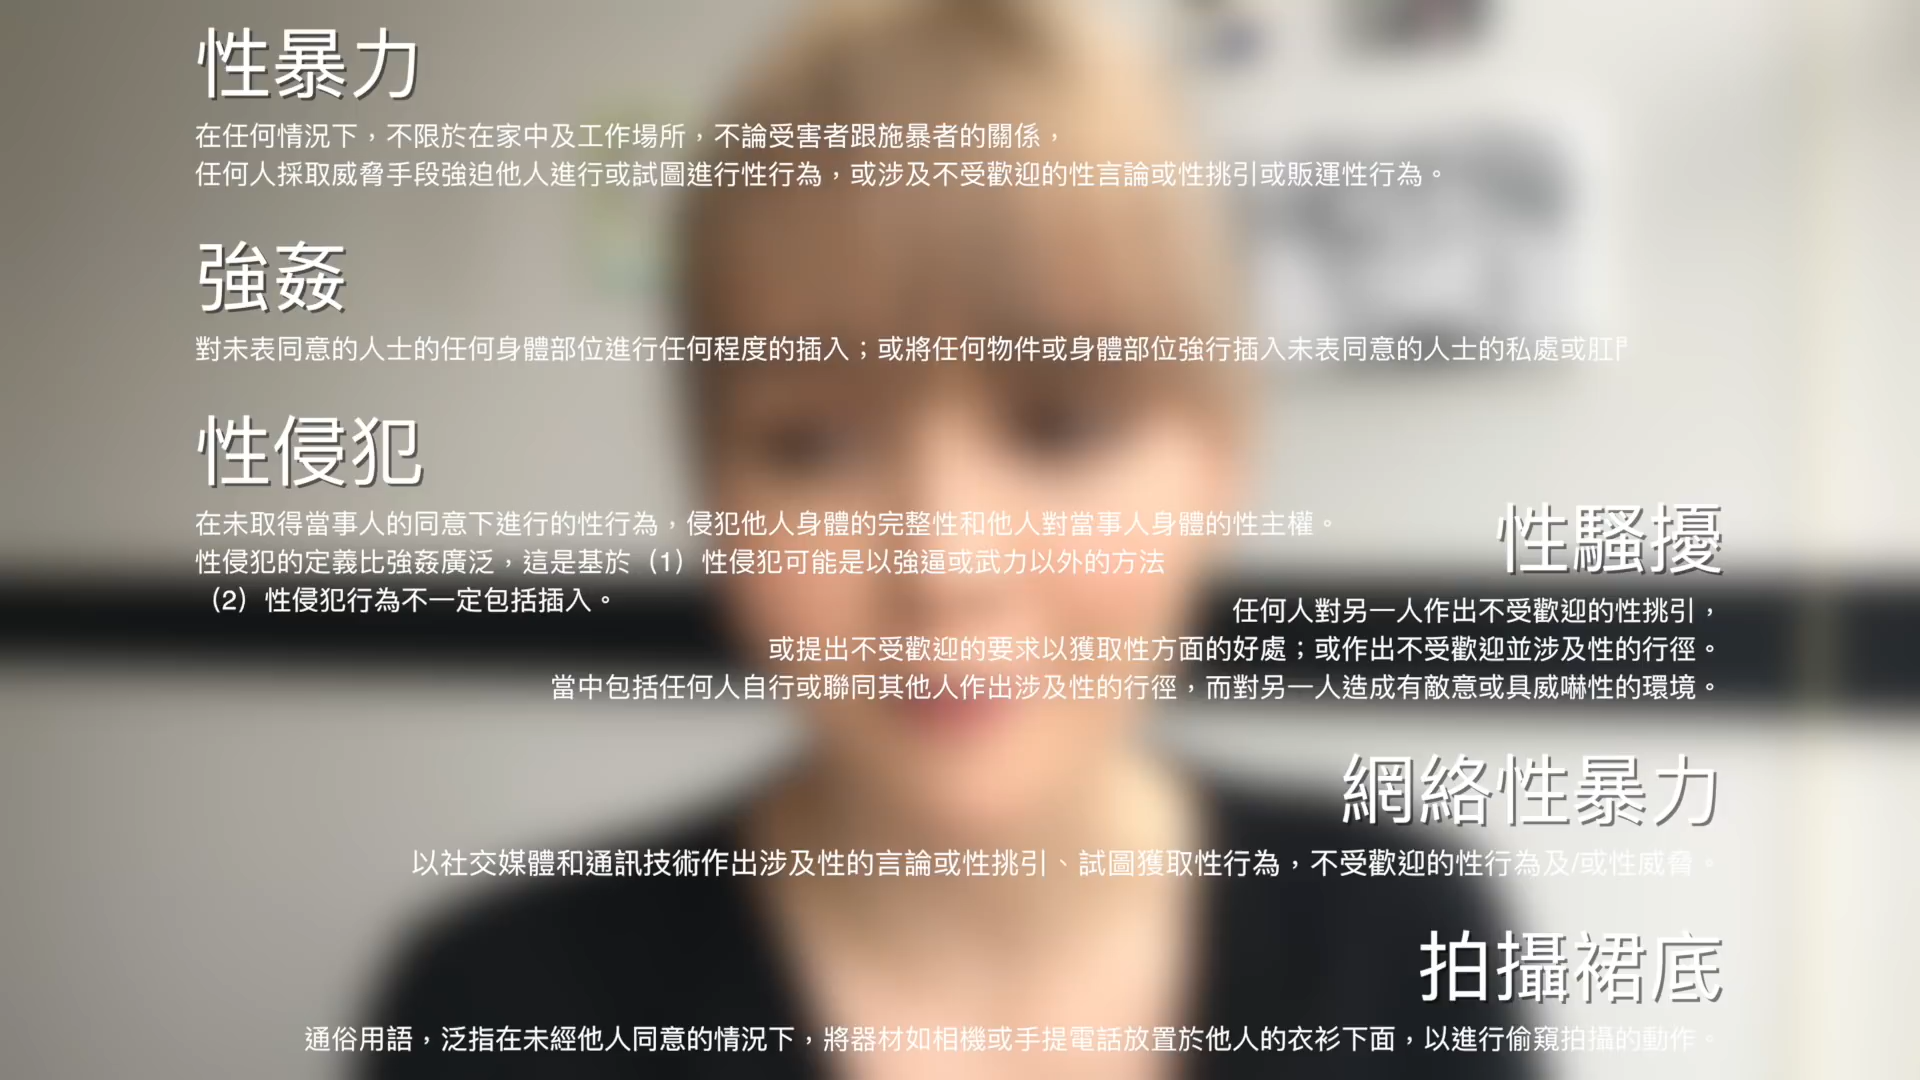 性暴力
在任何情況下，不限於在家中及工作場所，不論受害者跟施暴者的關係，
任何人採取威脅手段強迫他人進行或試圖進行性行為，或涉及不受歡迎的性言論或性挑引或販運性行為。
強姦
對未表同意的人士的任何身體部位進行任何程度的插入；或將任何物件或身體部位強行插入未表同意的人士的私處或肛
性侵犯
在未取得當事人的同意下進行的性行為，侵犯他人身體的完整性和他人對當事人身體的性主權。
性侵犯的定義比強姦廣泛，這是基於（1）性侵犯可能是以強逼或武力以外的方法
（2）性侵犯行為不一定包括插入。
性騷擾
任何人對另一人作出不受歡迎的性挑引，
或提出不受歡迎的要求以獲取性方面的好處；或作出不受歡迎並涉及性的行徑。
當中包括任何人自行或聯同其他人作出涉及性的行徑，而對另一人造成有敵意或具威嚇性的環境。
網絡性暴力
以社交媒體和通訊技術作出涉及性的言論或性挑引、試圖獲取性行為，不受歡迎的性行為及/或性威脅。
拍攝裙底
通俗用語，泛指在未經他人同意的情況下，將器材如相機或手提電話放置於他人的衣衫下面，以進行偷窺拍攝的動作。